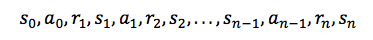 s₀, a₀, r₁, s₁, a₁, r₂, s₂, …, sₙ₋₁, aₙ₋₁, rₙ, sₙ